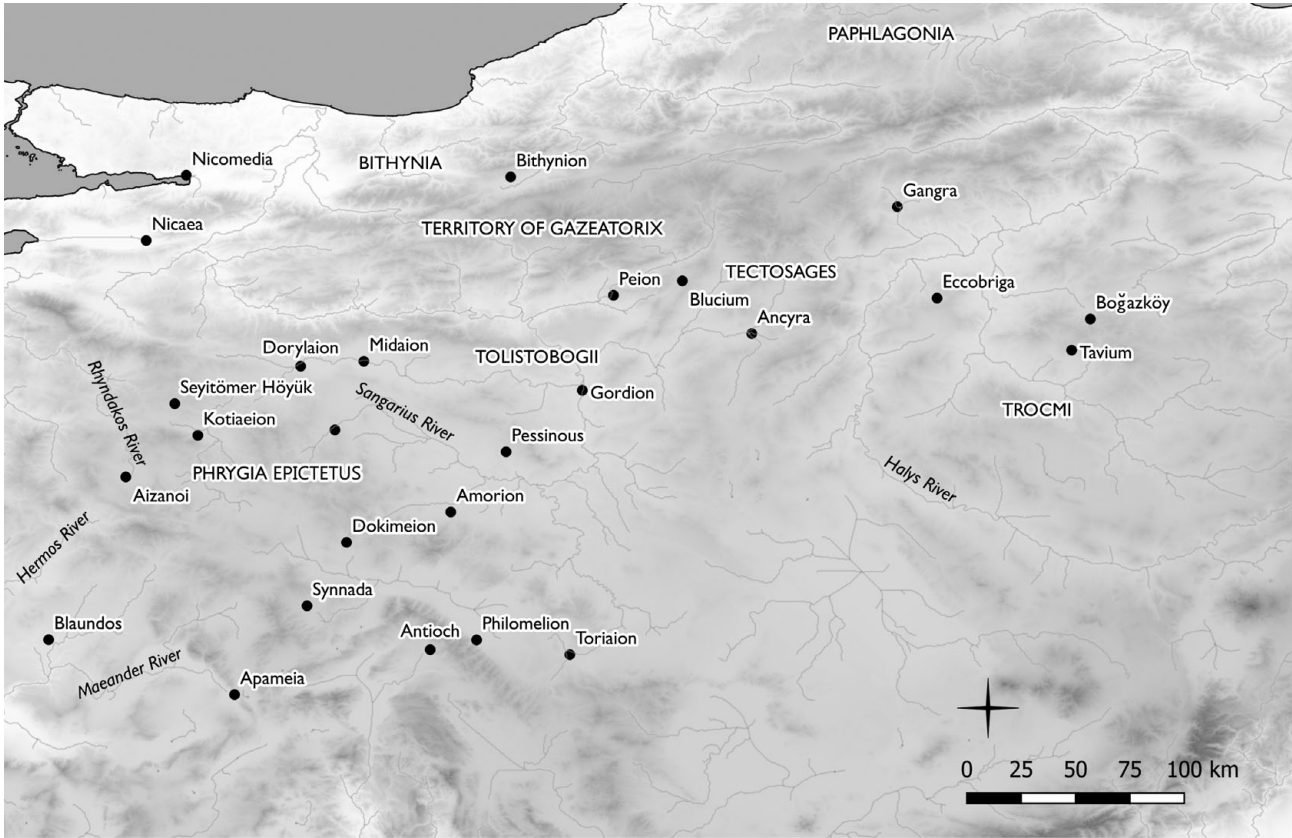 PAPHLAGONIA
Nicomedia
BITHYNIA
Bithynion
Gangra
Nicaea
TERRITORY OF GAZEATORIX
Peion
TECTOSAGES
Eccobriga
Blucium
Boğazköy
Ancyra
Dorylaion
Midaion
TOLISTOBOGII
Tavium
Rhyndakos River
Seyitömer Höyük
Sangarius River
Gordion
TROCMI
Kotiaeion
Pessinous
PHRYGIA EPICTETUS
Halys River
Aizanoi
Amorion
Dokimeion
Hermos River
Synnada
Blaundos
Antioch
Philomelion
Toriaion
Maeander River
Apameia
0 25 50 75 100 km